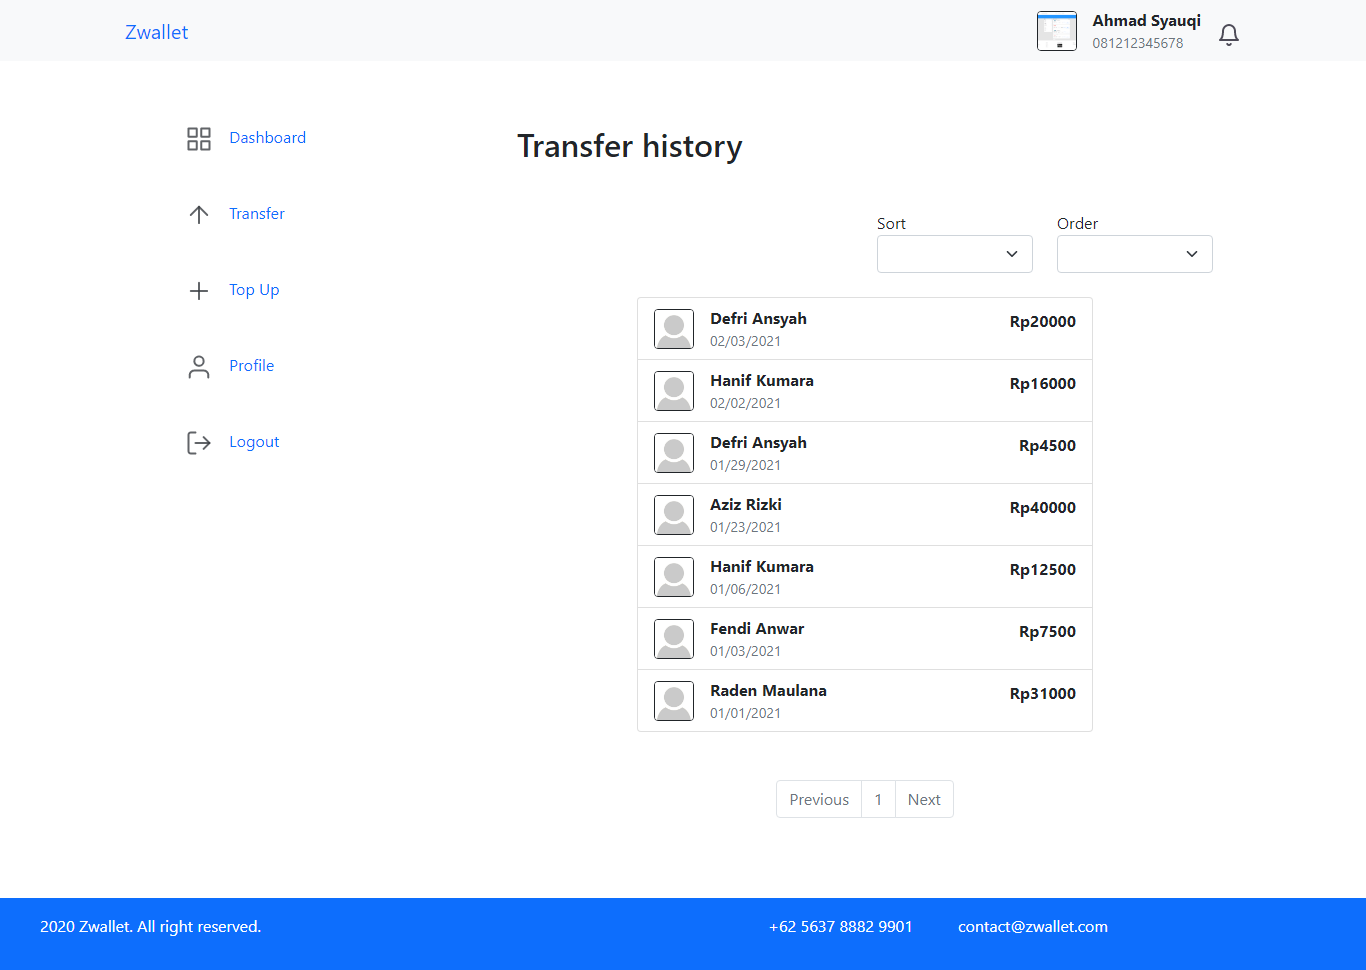 Zwallet
Ahmad Syauqi
081212345678
Dashboard
Transfer
Top Up
Profile
Logout
Transfer history
Sort
Order
Defri Ansyah
Rp20000
02/03/2021
Hanif Kumara
Rp16000
02/02/2021
Defri Ansyah
Rp4500
01/29/2021
Aziz Rizki
Rp40000
01/23/2021
Hanif Kumara
Rp12500
01/06/2021
Fendi Anwar
Rp7500
01/03/2021
Raden Maulana
Rp31000
01/01/2021
Previous 1 Next
2020 Zwallet. All right reserved.
+62 5637 8882 9901
contact@zwallet.com